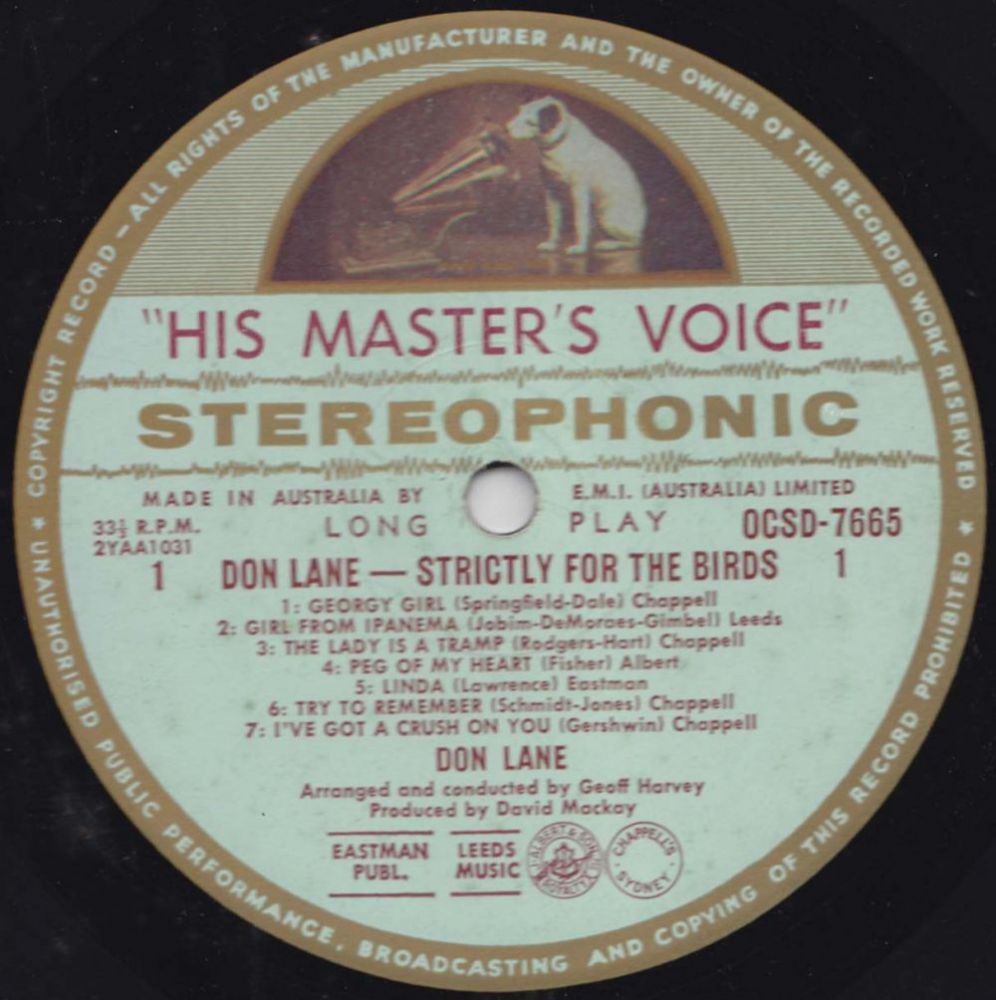 COPYRIGHT RECORD – ALL RIGHTS OF THE MANUFACTURER AND THE OWNER OF THE RECORDED WORK RESERVED * UNAUTHORISED PUBLIC PERFORMANCE, BROADCASTING AND COPYING OF THIS RECORD PROHIBITED *
"HIS MASTER'S VOICE"
STEREOPHONIC
MADE IN AUSTRALIA BY E.M.I. (AUSTRALIA) LIMITED
33⅓ R.P.M. LONG PLAY OCSD-7665
2YAA1031
1 DON LANE — STRICTLY FOR THE BIRDS 1
1: GEORGY GIRL (Springfield-Dale) Chappell
2: GIRL FROM IPANEMA (Jobim-DeMoraes-Gimbel) Leeds
3: THE LADY IS A TRAMP (Rodgers-Hart) Chappell
4: PEG OF MY HEART (Fisher) Albert
5: LINDA (Lawrence) Eastman
6: TRY TO REMEMBER (Schmidt-Jones) Chappell
7: I'VE GOT A CRUSH ON YOU (Gershwin) Chappell
DON LANE
Arranged and conducted by Geoff Harvey
Produced by David Mackay
EASTMAN PUBL.
LEEDS MUSIC
ALBERT & SON
ROYALTY
CHAPPELL'S
SYDNEY